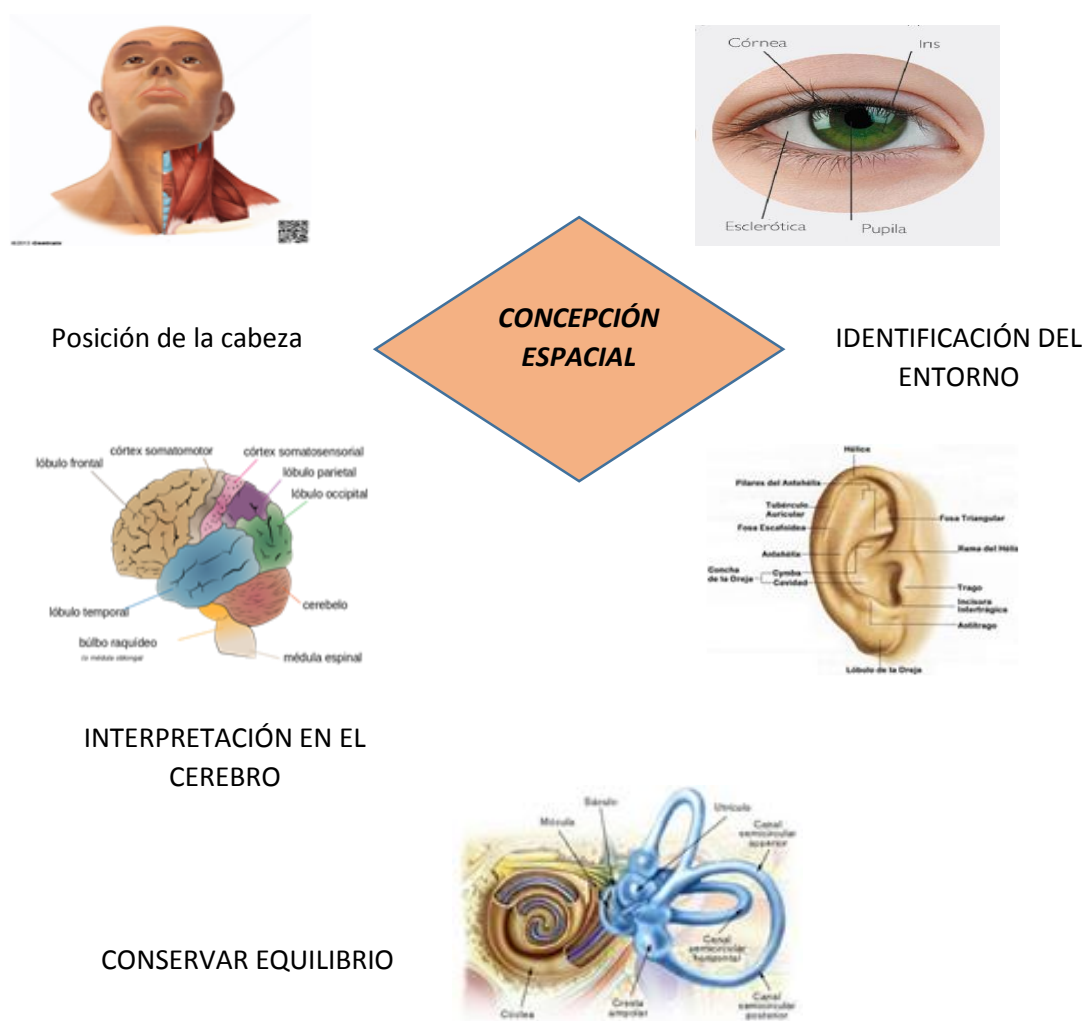 Córnea
Iris
Esclerótica
Pupila
CONCEPCIÓN
ESPACIAL
Posición de la cabeza
IDENTIFICACIÓN DEL
ENTORNO
córtex somatomotor
córtex somatosensorial
lóbulo frontal
lóbulo parietal
lóbulo occipital
lóbulo temporal
cerebelo
búlbo raquídeo
(o médula oblonga)
médula espinal
Hélice
Pilares del Antehélix
Tubérculo
Auricular
Fosa Escafoidea
Fosa Triangular
Antehélix
Rama del Hélix
Concha
de la Oreja
Cymba
Cavidad
Trago
Incisura
Intertrágica
Antitrago
Lóbulo de la Oreja
INTERPRETACIÓN EN EL
CEREBRO
Sáculo
Utrículo
Mácula
Canal
semicircular
superior
Canal
semicircular
horizontal
CONSERVAR EQUILIBRIO
Cóclea
Cresta
ampular
Canal
semicircular
posterior